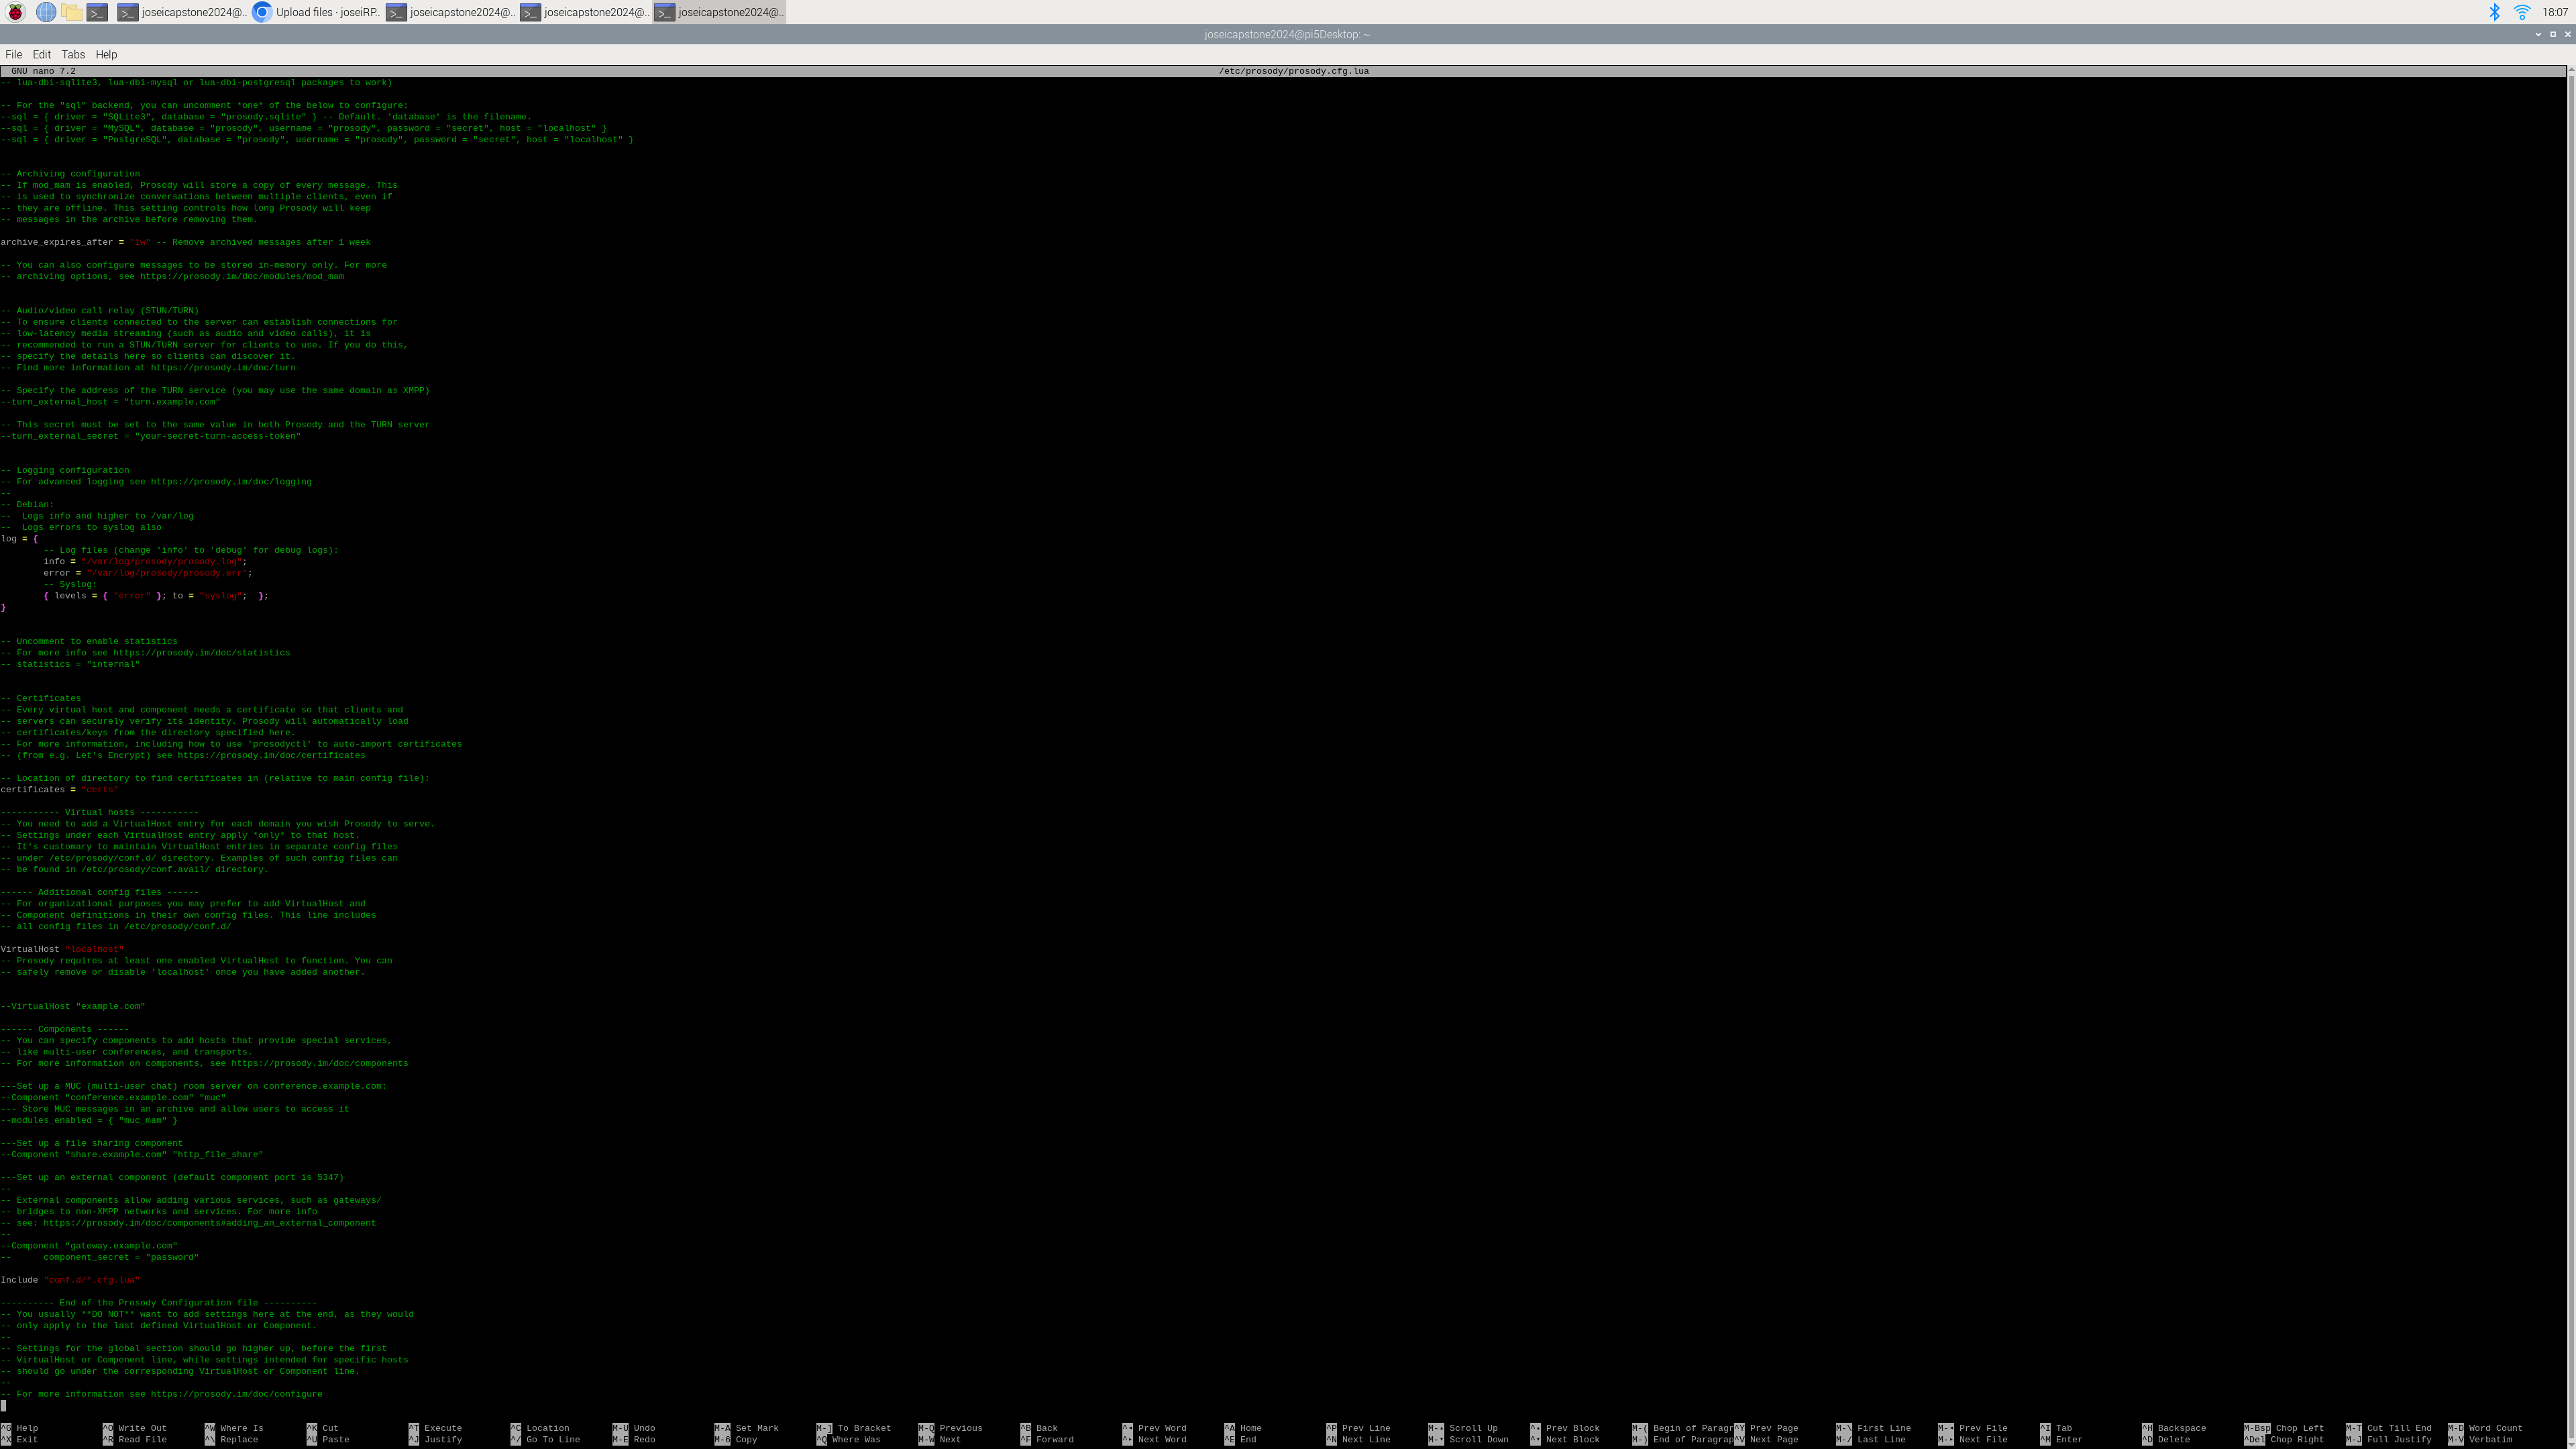 joseicapstone2024@..
Upload files · joseiRP..
joseicapstone2024@..
joseicapstone2024@..
joseicapstone2024@..
18:07
joseicapstone2024@pi5Desktop: ~
File Edit Tabs Help
GNU nano 7.2 /etc/prosody/prosody.cfg.lua
-- lua-dbi-sqlite3, lua-dbi-mysql or lua-dbi-postgresql packages to work)
-- For the "sql" backend, you can uncomment *one* of the below to configure:
--sql = { driver = "SQLite3", database = "prosody.sqlite" } -- Default. 'database' is the filename.
--sql = { driver = "MySQL", database = "prosody", username = "prosody", password = "secret", host = "localhost" }
--sql = { driver = "PostgreSQL", database = "prosody", username = "prosody", password = "secret", host = "localhost" }
-- Archiving configuration
-- If mod_mam is enabled, Prosody will store a copy of every message. This
-- is used to synchronize conversations between multiple clients, even if
-- they are offline. This setting controls how long Prosody will keep
-- messages in the archive before removing them.
archive_expires_after = "1w" -- Remove archived messages after 1 week
-- You can also configure messages to be stored in-memory only. For more
-- archiving options, see https://prosody.im/doc/modules/mod_mam
-- Audio/video call relay (STUN/TURN)
-- To ensure clients connected to the server can establish connections for
-- low-latency media streaming (such as audio and video calls), it is
-- recommended to run a STUN/TURN server for clients to use. If you do this,
-- specify the details here so clients can discover it.
-- Find more information at https://prosody.im/doc/turn
-- Specify the address of the TURN service (you may use the same domain as XMPP)
--turn_external_host = "turn.example.com"
-- This secret must be set to the same value in both Prosody and the TURN server
--turn_external_secret = "your-secret-turn-access-token"
-- Logging configuration
-- For advanced logging see https://prosody.im/doc/logging
--
-- Debian:
--  Logs info and higher to /var/log
--  Logs errors to syslog also
log = {
        -- Log files (change 'info' to 'debug' for debug logs):
        info = "/var/log/prosody/prosody.log";
        error = "/var/log/prosody/prosody.err";
        -- Syslog:
        { levels = { "error" }; to = "syslog";  };
}
-- Uncomment to enable statistics
-- For more info see https://prosody.im/doc/statistics
-- statistics = "internal"
-- Certificates
-- Every virtual host and component needs a certificate so that clients and
-- servers can securely verify its identity. Prosody will automatically load
-- certificates/keys from the directory specified here.
-- For more information, including how to use 'prosodyctl' to auto-import certificates
-- (from e.g. Let's Encrypt) see https://prosody.im/doc/certificates
-- Location of directory to find certificates in (relative to main config file):
certificates = "certs"
----------- Virtual hosts -----------
-- You need to add a VirtualHost entry for each domain you wish Prosody to serve.
-- Settings under each VirtualHost entry apply *only* to that host.
-- It's customary to maintain VirtualHost entries in separate config files
-- under /etc/prosody/conf.d/ directory. Examples of such config files can
-- be found in /etc/prosody/conf.avail/ directory.
------ Additional config files ------
-- For organizational purposes you may prefer to add VirtualHost and
-- Component definitions in their own config files. This line includes
-- all config files in /etc/prosody/conf.d/
VirtualHost "localhost"
-- Prosody requires at least one enabled VirtualHost to function. You can
-- safely remove or disable 'localhost' once you have added another.
--VirtualHost "example.com"
------ Components ------
-- You can specify components to add hosts that provide special services,
-- like multi-user conferences, and transports.
-- For more information on components, see https://prosody.im/doc/components
---Set up a MUC (multi-user chat) room server on conference.example.com:
--Component "conference.example.com" "muc"
--- Store MUC messages in an archive and allow users to access it
--modules_enabled = { "muc_mam" }
---Set up a file sharing component
--Component "share.example.com" "http_file_share"
---Set up an external component (default component port is 5347)
--
-- External components allow adding various services, such as gateways/
-- bridges to non-XMPP networks and services. For more info
-- see: https://prosody.im/doc/components#adding_an_external_component
--
--Component "gateway.example.com"
--      component_secret = "password"
Include "conf.d/*.cfg.lua"
---------- End of the Prosody Configuration file ----------
-- You usually **DO NOT** want to add settings here at the end, as they would
-- only apply to the last defined VirtualHost or Component.
--
-- Settings for the global section should go higher up, before the first
-- VirtualHost or Component line, while settings intended for specific hosts
-- should go under the corresponding VirtualHost or Component line.
--
-- For more information see https://prosody.im/doc/configure
^G Help ^O Write Out ^W Where Is ^K Cut ^T Execute ^C Location M-U Undo M-A Set Mark M-] To Bracket M-Q Previous ^B Back ^◂ Prev Word ^A Home ^P Prev Line M-▴ Scroll Up ^▴ Prev Block M-( Begin of Paragr ^Y Prev Page M-\ First Line M-◂ Prev File ^I Tab ^H Backspace M-Bsp Chop Left M-T Cut Till End M-D Word Count
^X Exit ^R Read File ^\ Replace ^U Paste ^J Justify ^/ Go To Line M-E Redo M-6 Copy ^Q Where Was M-W Next ^F Forward ^▸ Next Word ^E End ^N Next Line M-▾ Scroll Down ^▾ Next Block M-) End of Paragrap ^V Next Page M-/ Last Line M-▸ Next File ^M Enter ^D Delete ^Del Chop Right M-J Full Justify M-V Verbatim